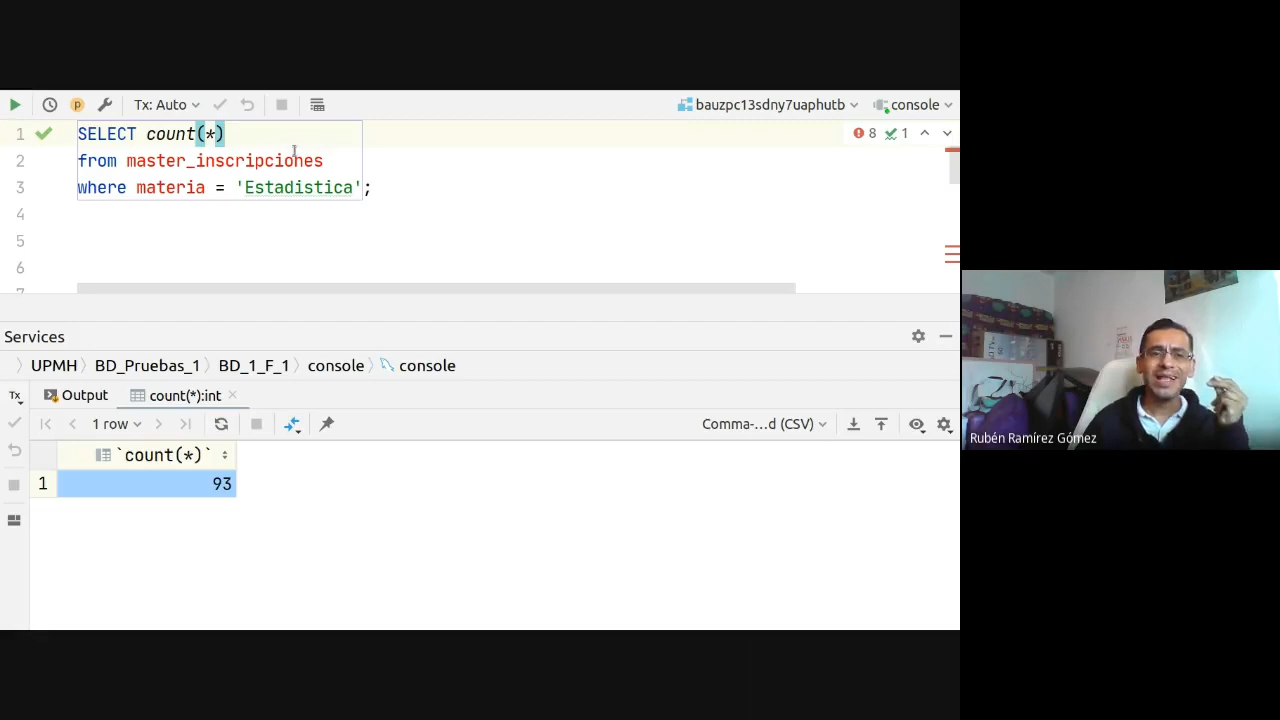 Tx: Auto
bauzpc13sdny7uaphutb
console
1 SELECT count(*)
8 1
2 from master_inscripciones
3 where materia = 'Estadistica';
4
5
6
7
Services
UPMH BD_Pruebas_1 BD_1_F_1 console console
Tx Output count(*):int
1 row
Comma-...d (CSV)
`count(*)`
1 93
Rubén Ramírez Gómez